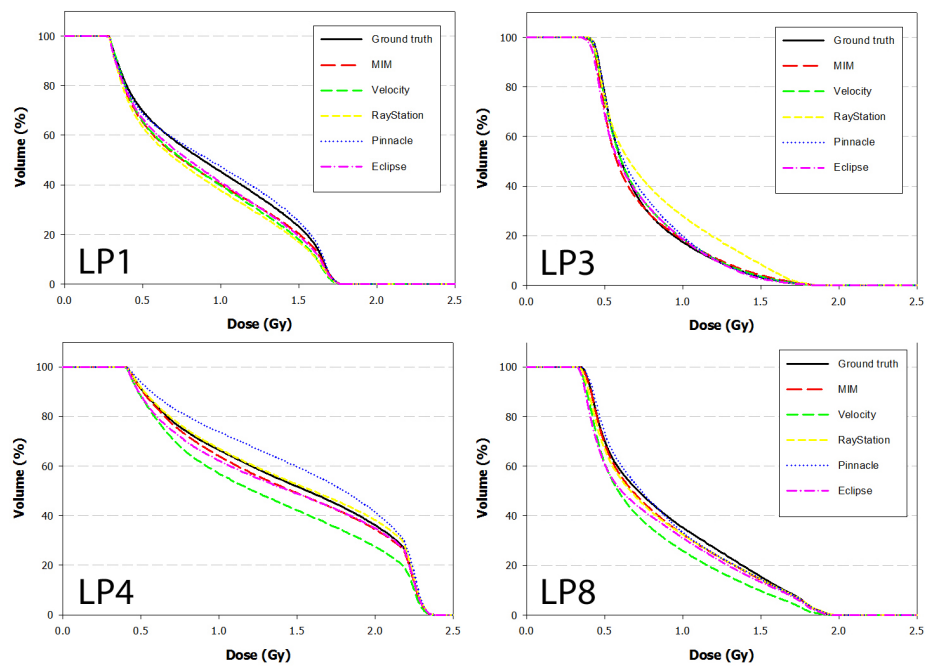 100
80
60
40
20
0
Volume (%)
Ground truth
MIM
Velocity
RayStation
Pinnacle
Eclipse
LP1
0.0 0.5 1.0 1.5 2.0 2.5
Dose (Gy)
100
80
60
40
20
0
Volume (%)
Ground truth
MIM
Velocity
RayStation
Pinnacle
Eclipse
LP3
0.0 0.5 1.0 1.5 2.0 2.5
Dose (Gy)
100
80
60
40
20
0
Volume (%)
LP4
0.0 0.5 1.0 1.5 2.0 2.5
Dose (Gy)
100
80
60
40
20
0
Volume (%)
Ground truth
MIM
Velocity
RayStation
Pinnacle
Eclipse
LP8
0.0 0.5 1.0 1.5 2.0 2.5
Dose (Gy)